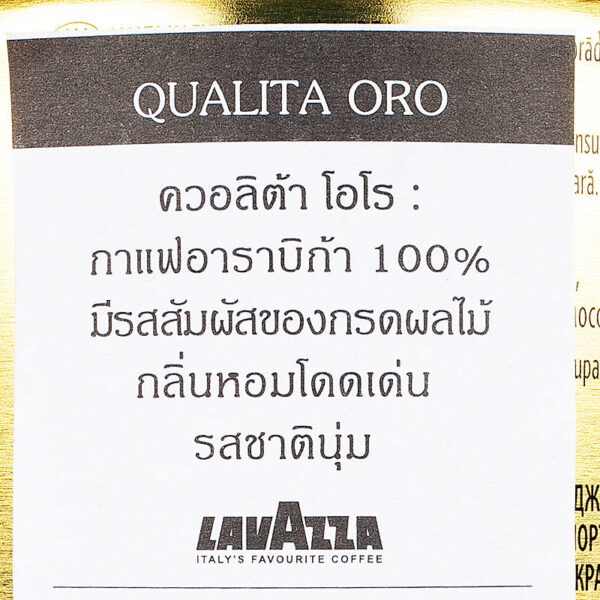 QUALITA ORO
ควอลิต้า โอโร :
กาแฟอาราบิก้า 100%
มีรสสัมผัสของกรดผลไม้
กลิ่นหอมโดดเด่น
รสชาตินุ่ม
LAVAZZA
ITALY'S FAVOURITE COFFEE